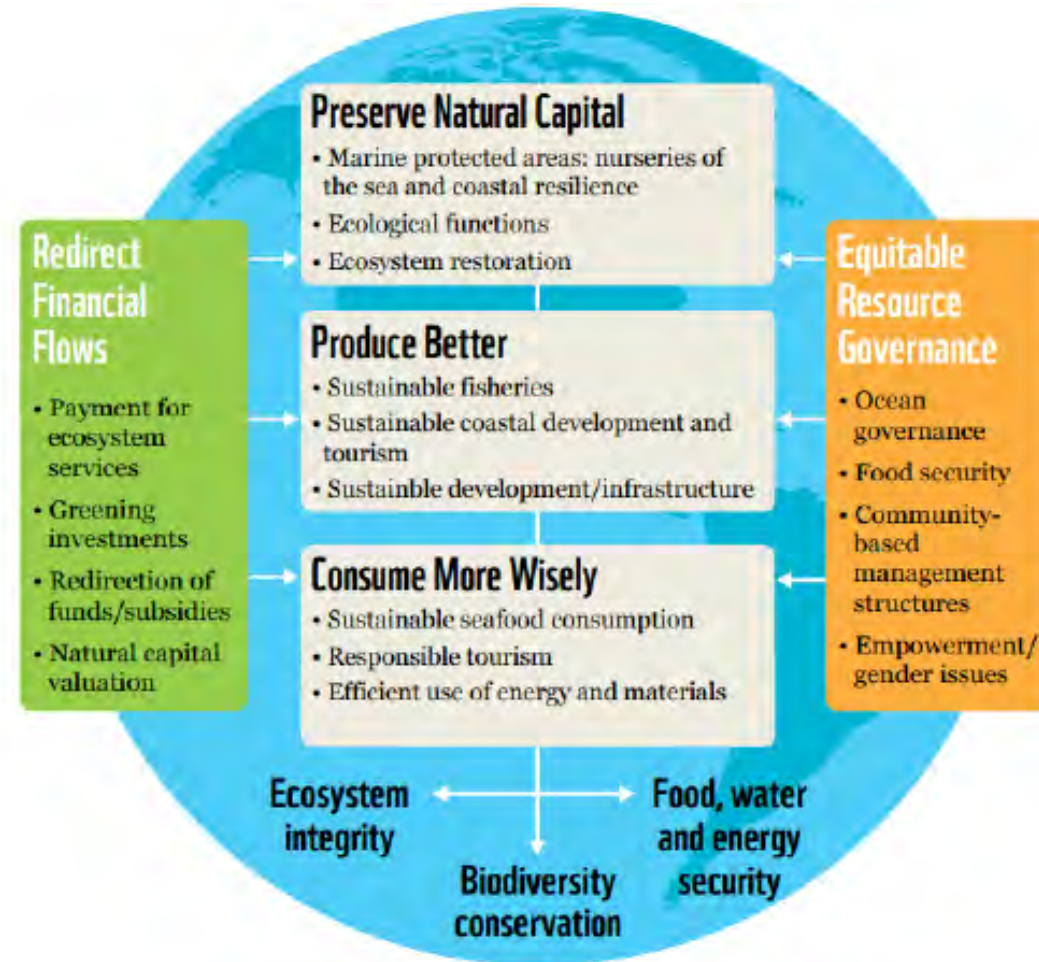 Preserve Natural Capital
• Marine protected areas: nurseries of
the sea and coastal resilience
• Ecological functions
• Ecosystem restoration
Redirect
Financial
Flows
• Payment for
ecosystem
services
• Greening
investments
• Redirection of
funds/subsidies
• Natural capital
valuation
Produce Better
• Sustainable fisheries
• Sustainable coastal development and
tourism
• Sustainble development/infrastructure
Consume More Wisely
• Sustainable seafood consumption
• Responsible tourism
• Efficient use of energy and materials
Equitable
Resource
Governance
• Ocean
governance
• Food security
• Community-
based
management
structures
• Empowerment/
gender issues
Ecosystem
integrity
Biodiversity
conservation
Food, water
and energy
security